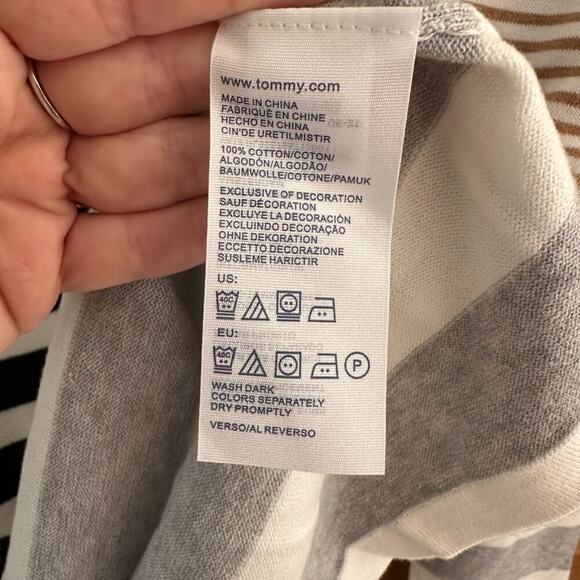 www.tommy.com
MADE IN CHINA
FABRIQUÉ EN CHINE
HECHO EN CHINA
CIN'DE URETILMISTIR
100% COTTON/COTON/
ALGODÓN/ALGODÃO/
BAUMWOLLE/COTONE/PAMUK
EXCLUSIVE OF DECORATION
SAUF DÉCORATION
EXCLUYE LA DECORACIÓN
EXCLUINDO DECORAÇÃO
OHNE DEKORATION
ECCETTO DECORAZIONE
SUSLEME HARICTIR
US:
40C
EU:
40C P
WASH DARK
COLORS SEPARATELY
DRY PROMPTLY
VERSO/AL REVERSO